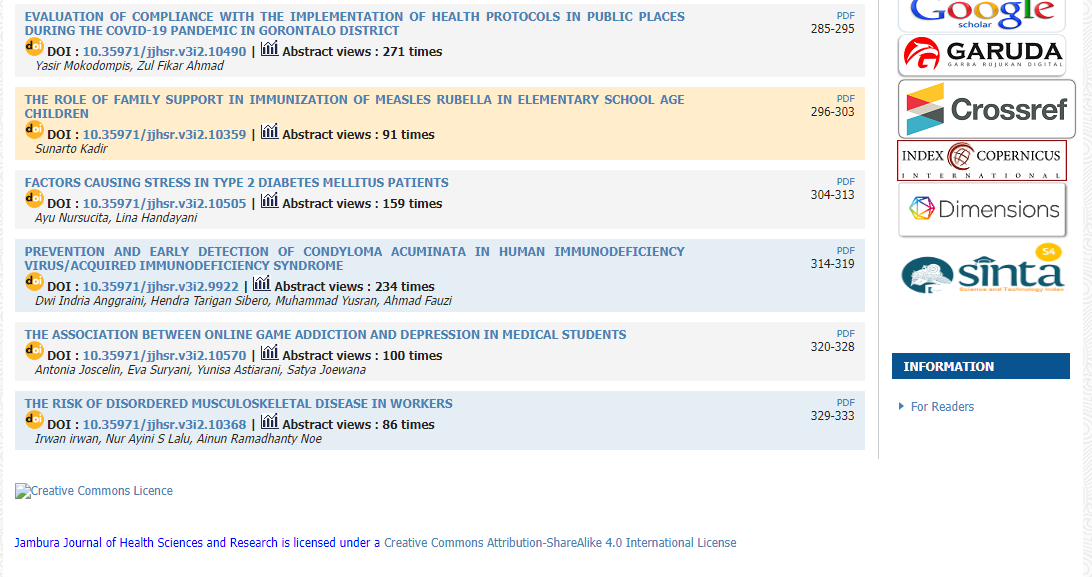 EVALUATION OF COMPLIANCE WITH THE IMPLEMENTATION OF HEALTH PROTOCOLS IN PUBLIC PLACES
DURING THE COVID-19 PANDEMIC IN GORONTALO DISTRICT
PDF
285-295
doi DOI : 10.35971/jjhsr.v3i2.10490 | Abstract views : 271 times
Yasir Mokodompis, Zul Fikar Ahmad
THE ROLE OF FAMILY SUPPORT IN IMMUNIZATION OF MEASLES RUBELLA IN ELEMENTARY SCHOOL AGE
CHILDREN
PDF
296-303
doi DOI : 10.35971/jjhsr.v3i2.10359 | Abstract views : 91 times
Sunarto Kadir
FACTORS CAUSING STRESS IN TYPE 2 DIABETES MELLITUS PATIENTS
PDF
304-313
doi DOI : 10.35971/jjhsr.v3i2.10505 | Abstract views : 159 times
Ayu Nursucita, Lina Handayani
PREVENTION AND EARLY DETECTION OF CONDYLOMA ACUMINATA IN HUMAN IMMUNODEFICIENCY
VIRUS/ACQUIRED IMMUNODEFICIENCY SYNDROME
PDF
314-319
doi DOI : 10.35971/jjhsr.v3i2.9922 | Abstract views : 234 times
Dwi Indria Anggraini, Hendra Tarigan Sibero, Muhammad Yusran, Ahmad Fauzi
THE ASSOCIATION BETWEEN ONLINE GAME ADDICTION AND DEPRESSION IN MEDICAL STUDENTS
PDF
320-328
doi DOI : 10.35971/jjhsr.v3i2.10570 | Abstract views : 100 times
Antonia Joscelin, Eva Suryani, Yunisa Astiarani, Satya Joewana
THE RISK OF DISORDERED MUSCULOSKELETAL DISEASE IN WORKERS
PDF
329-333
doi DOI : 10.35971/jjhsr.v3i2.10368 | Abstract views : 86 times
Irwan irwan, Nur Ayini S Lalu, Ainun Ramadhanty Noe
Creative Commons Licence
Jambura Journal of Health Sciences and Research is licensed under a Creative Commons Attribution-ShareAlike 4.0 International License
Google
scholar
GARUDA
GARBA RUJUKAN DIGITAL
Crossref
INDEX COPERNICUS
INTERNATIONAL
Dimensions
S4
sinta
Science and Technology Index
INFORMATION
For Readers